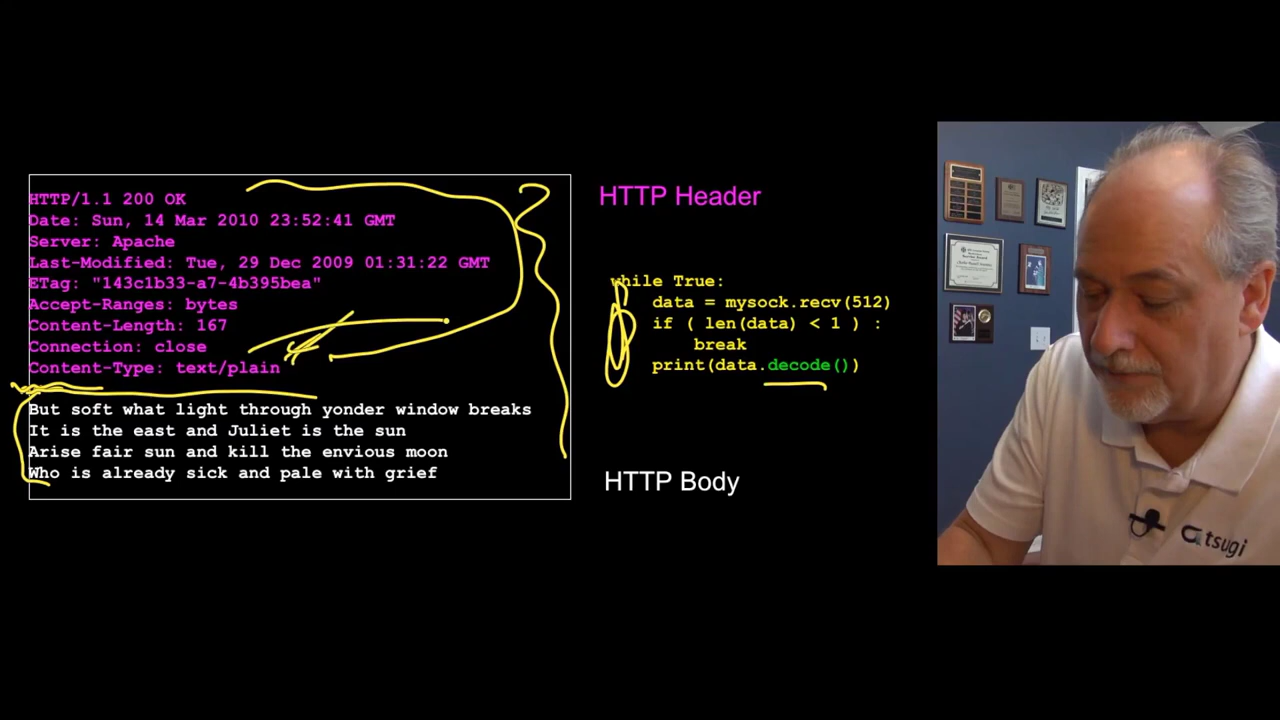 HTTP/1.1 200 OK
Date: Sun, 14 Mar 2010 23:52:41 GMT
Server: Apache
Last-Modified: Tue, 29 Dec 2009 01:31:22 GMT
ETag: "143c1b33-a7-4b395bea"
Accept-Ranges: bytes
Content-Length: 167
Connection: close
Content-Type: text/plain
But soft what light through yonder window breaks
It is the east and Juliet is the sun
Arise fair sun and kill the envious moon
Who is already sick and pale with grief
HTTP Header
while True:
data = mysock.recv(512)
if ( len(data) < 1 ) :
break
print(data.decode())
HTTP Body
tsugi